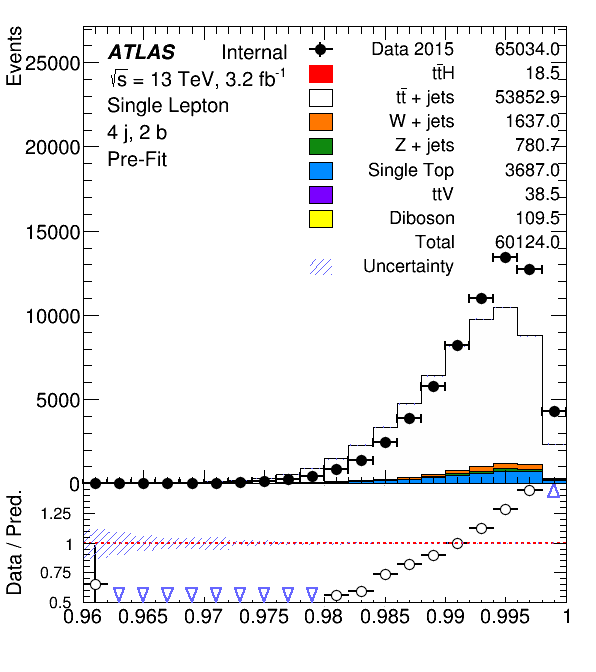 Events
25000
20000
15000
10000
5000
0
ATLAS Internal
√s = 13 TeV, 3.2 fb⁻¹
Single Lepton
4 j, 2 b
Pre-Fit
Data 2015 65034.0
tt̄H 18.5
tt̄ + jets 53852.9
W + jets 1637.0
Z + jets 780.7
Single Top 3687.0
ttV 38.5
Diboson 109.5
Total 60124.0
Uncertainty
Data / Pred.
1.25
1
0.75
0.5
0.96 0.965 0.97 0.975 0.98 0.985 0.99 0.995 1